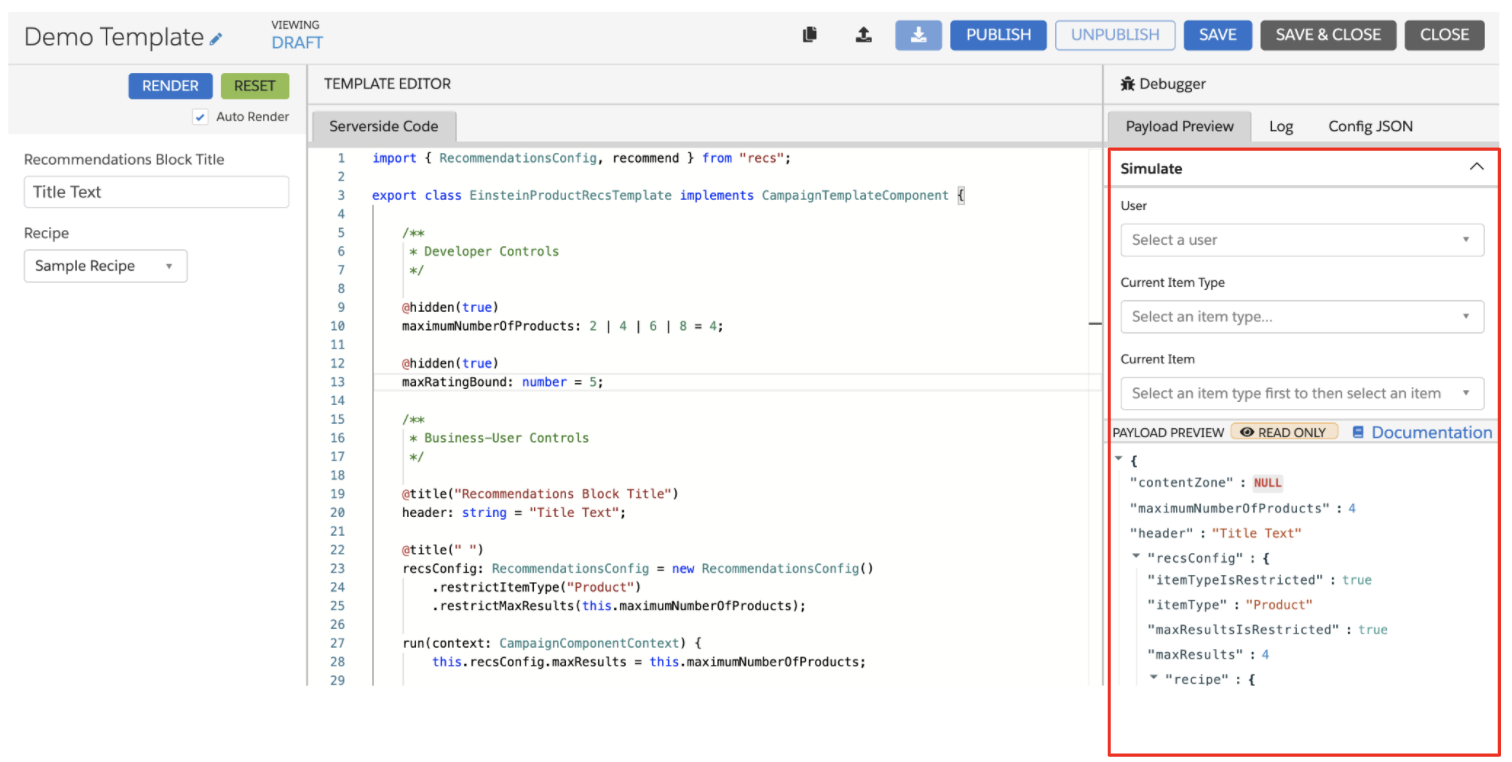 Demo Template
VIEWING
DRAFT
PUBLISH
UNPUBLISH
SAVE
SAVE & CLOSE
CLOSE
RENDER
RESET
Auto Render
Recommendations Block Title
Title Text
Recipe
Sample Recipe
TEMPLATE EDITOR
Serverside Code
1 import { RecommendationsConfig, recommend } from "recs";
2
3 export class EinsteinProductRecsTemplate implements CampaignTemplateComponent {
4
5 /**
6 * Developer Controls
7 */
8
9 @hidden(true)
10 maximumNumberOfProducts: 2 | 4 | 6 | 8 = 4;
11
12 @hidden(true)
13 maxRatingBound: number = 5;
14
15 /**
16 * Business-User Controls
17 */
18
19 @title("Recommendations Block Title")
20 header: string = "Title Text";
21
22 @title(" ")
23 recsConfig: RecommendationsConfig = new RecommendationsConfig()
24 .restrictItemType("Product")
25 .restrictMaxResults(this.maximumNumberOfProducts);
26
27 run(context: CampaignComponentContext) {
28 this.recsConfig.maxResults = this.maximumNumberOfProducts;
29
Debugger
Payload Preview
Log
Config JSON
Simulate
User
Select a user
Current Item Type
Select an item type...
Current Item
Select an item type first to then select an item
PAYLOAD PREVIEW READ ONLY Documentation
{
"contentZone" : NULL
"maximumNumberOfProducts" : 4
"header" : "Title Text"
"recsConfig" : {
"itemTypeIsRestricted" : true
"itemType" : "Product"
"maxResultsIsRestricted" : true
"maxResults" : 4
"recipe" : {